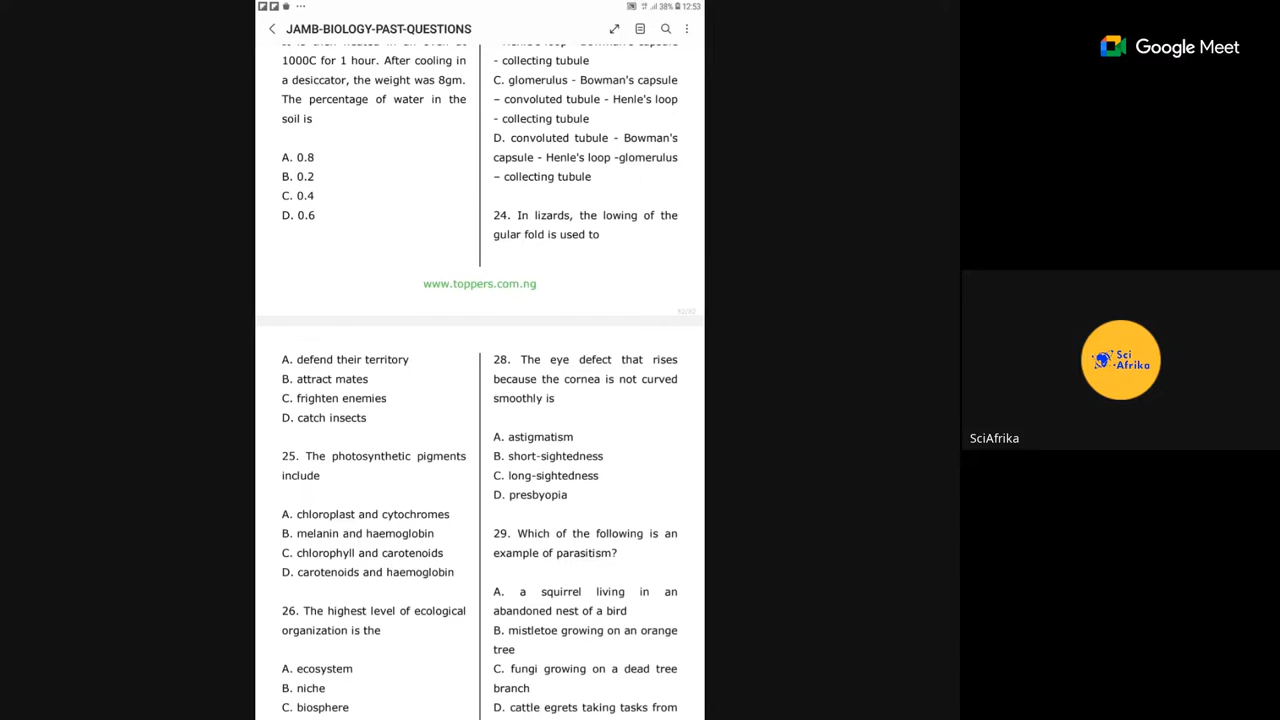 38% 12:53
JAMB-BIOLOGY-PAST-QUESTIONS
1000C for 1 hour. After cooling in
a desiccator, the weight was 8gm.
The percentage of water in the
soil is
A. 0.8
B. 0.2
C. 0.4
D. 0.6
- collecting tubule
C. glomerulus - Bowman's capsule
– convoluted tubule - Henle's loop
- collecting tubule
D. convoluted tubule - Bowman's
capsule - Henle's loop -glomerulus
– collecting tubule
24. In lizards, the lowing of the
gular fold is used to
www.toppers.com.ng
A. defend their territory
B. attract mates
C. frighten enemies
D. catch insects
25. The photosynthetic pigments
include
A. chloroplast and cytochromes
B. melanin and haemoglobin
C. chlorophyll and carotenoids
D. carotenoids and haemoglobin
26. The highest level of ecological
organization is the
A. ecosystem
B. niche
C. biosphere
28. The eye defect that rises
because the cornea is not curved
smoothly is
A. astigmatism
B. short-sightedness
C. long-sightedness
D. presbyopia
29. Which of the following is an
example of parasitism?
A. a squirrel living in an
abandoned nest of a bird
B. mistletoe growing on an orange
tree
C. fungi growing on a dead tree
branch
D. cattle egrets taking tasks from
Google Meet
Sci
-Afrika
SciAfrika